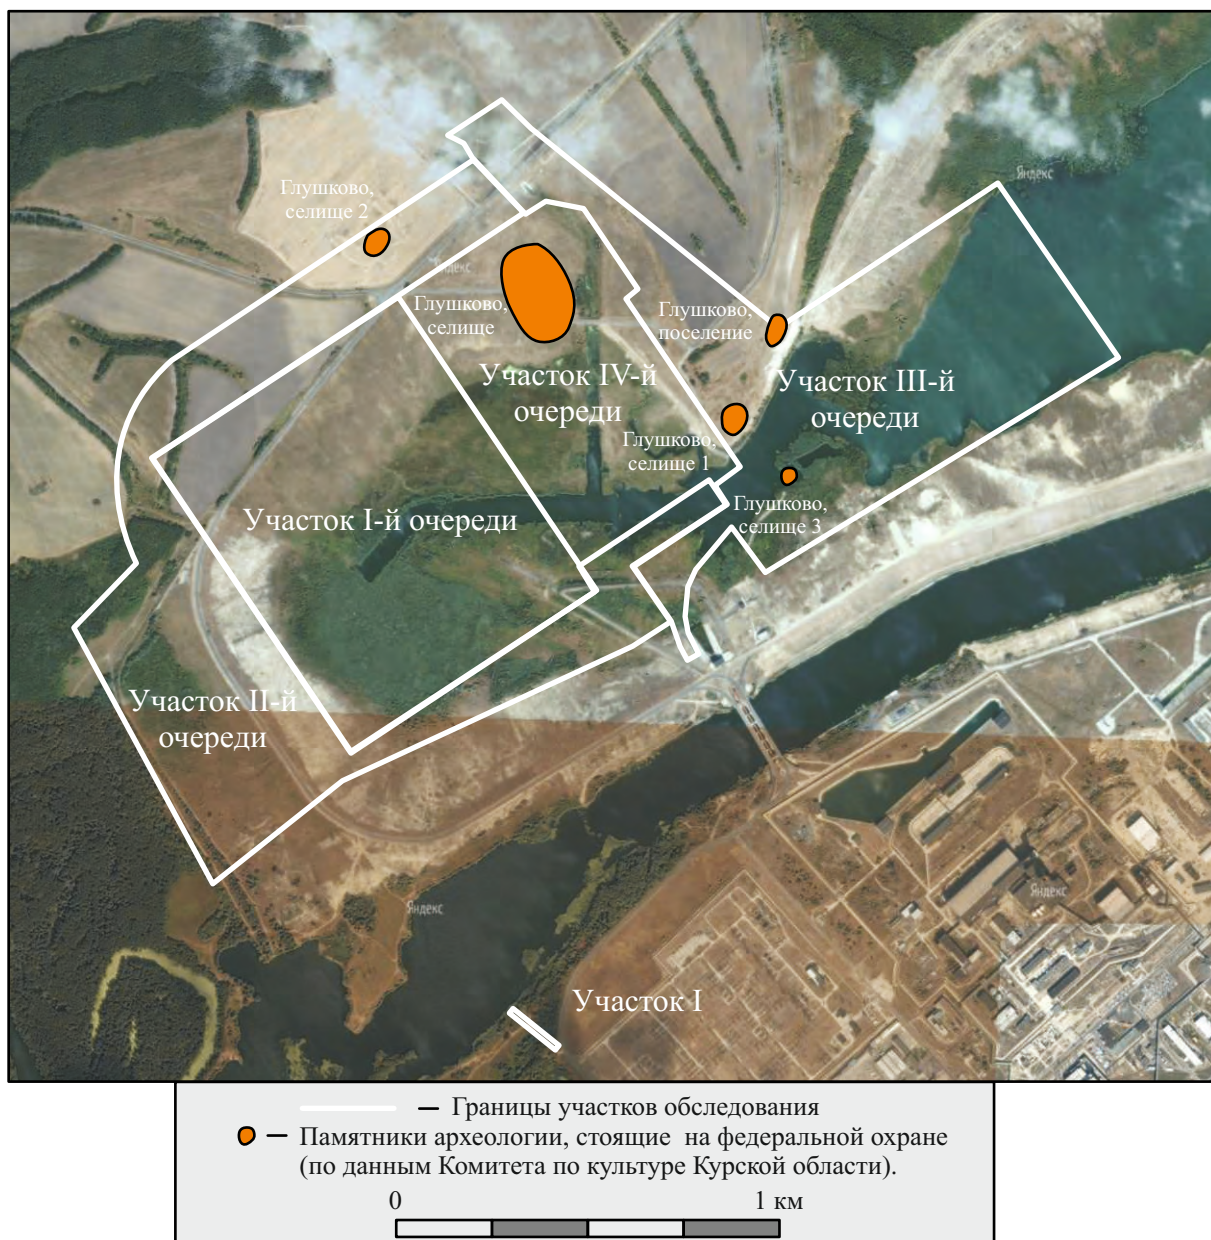 Яндекс
Глушково,
селище 2
Яндекс
Глушково,
селище
Глушково,
поселение
Участок IV-й
очереди
Участок III-й
очереди
Глушково,
селище 1
Глушково,
селище 3
Участок I-й очереди
Участок II-й
очереди
Яндекс
Яндекс
Участок I
— Границы участков обследования
— Памятники археологии, стоящие на федеральной охране
(по данным Комитета по культуре Курской области).
0 1 км